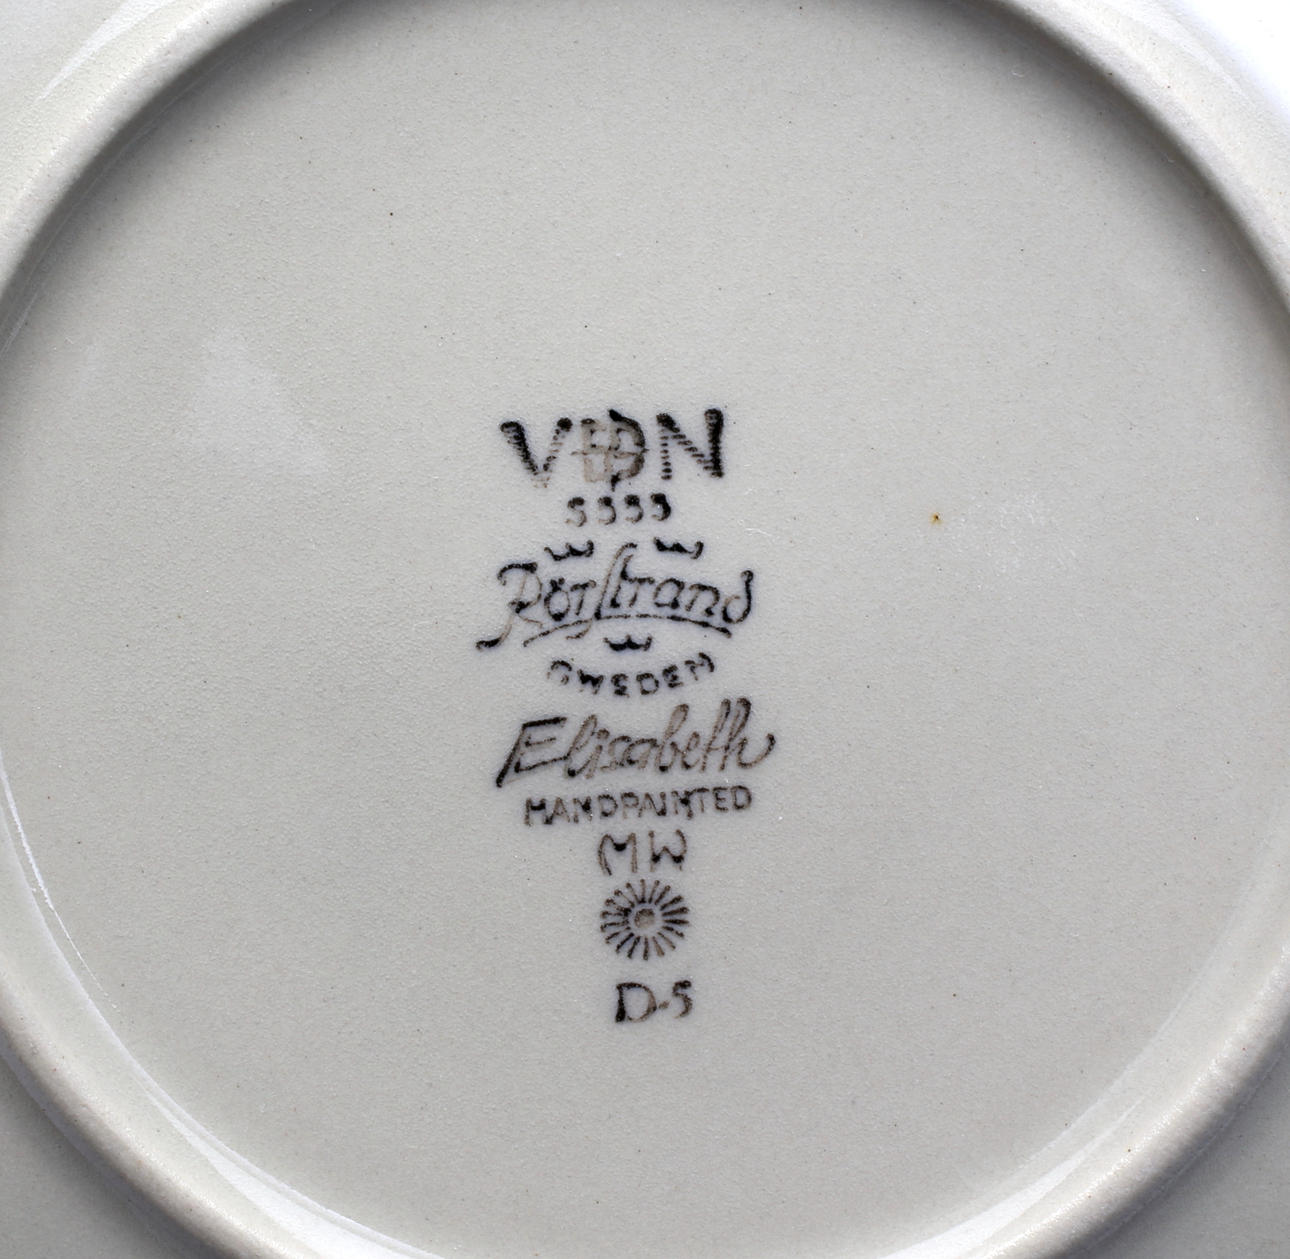 VDN
5333
Rörstrand
SWEDEN
Elisabeth
HANDPAINTED
MW
D-5